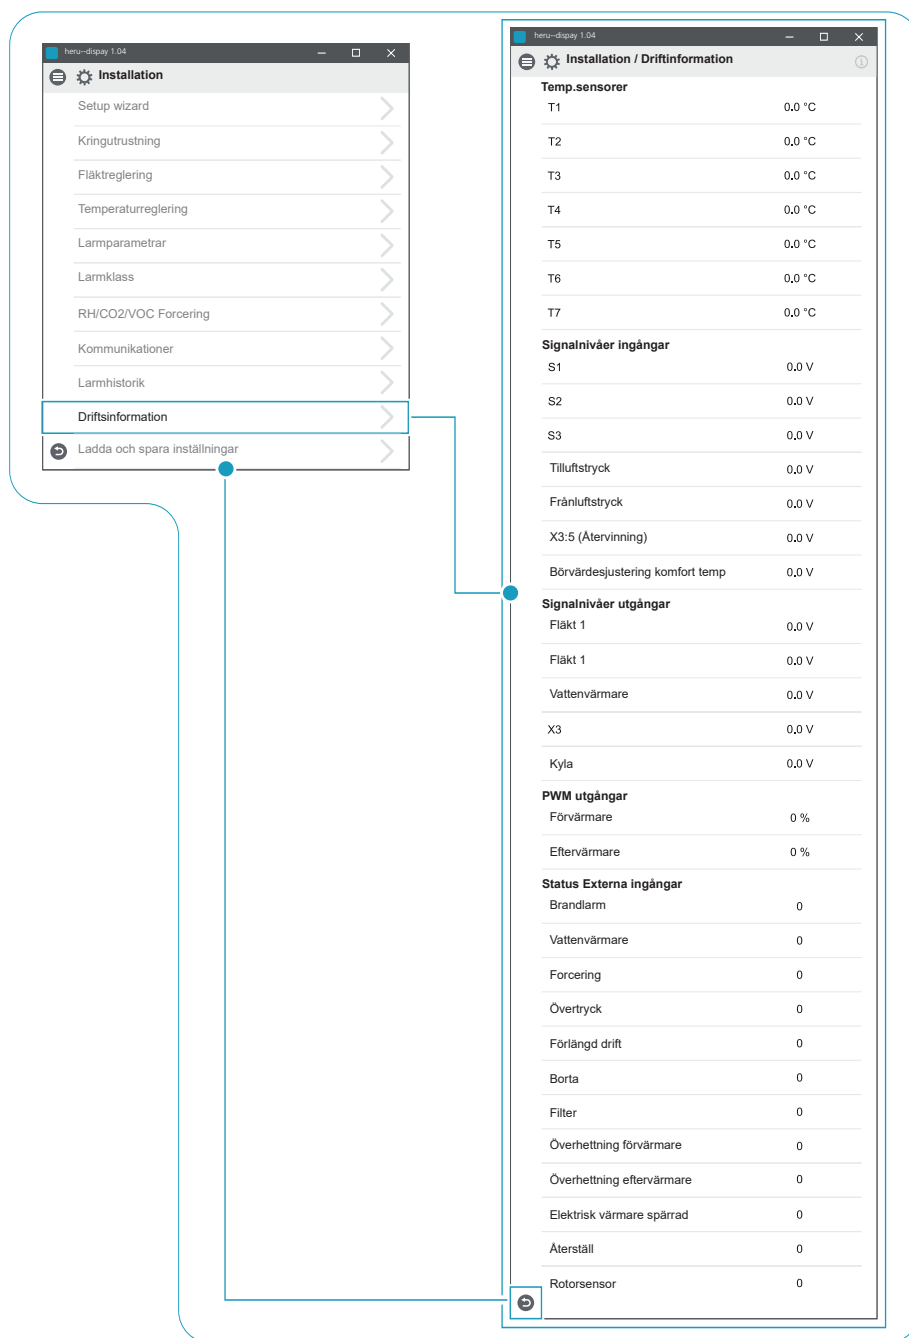 heru--dispay 1.04
Installation
Setup wizard
Kringutrustning
Fläktreglering
Temperaturreglering
Larmparametrar
Larmklass
RH/CO2/VOC Forcering
Kommunikationer
Larmhistorik
Driftsinformation
Ladda och spara inställningar
heru--dispay 1.04
Installation / Driftinformation
Temp.sensorer
T1 0.0 °C
T2 0.0 °C
T3 0.0 °C
T4 0.0 °C
T5 0.0 °C
T6 0.0 °C
T7 0.0 °C
Signalnivåer ingångar
S1 0.0 V
S2 0.0 V
S3 0.0 V
Tilluftstryck 0.0 V
Frånluftstryck 0.0 V
X3:5 (Återvinning) 0.0 V
Börvärdesjustering komfort temp 0.0 V
Signalnivåer utgångar
Fläkt 1 0.0 V
Fläkt 1 0.0 V
Vattenvärmare 0.0 V
X3 0.0 V
Kyla 0.0 V
PWM utgångar
Förvärmare 0 %
Eftervärmare 0 %
Status Externa ingångar
Brandlarm 0
Vattenvärmare 0
Forcering 0
Övertryck 0
Förlängd drift 0
Borta 0
Filter 0
Överhettning förvärmare 0
Överhettning eftervärmare 0
Elektrisk värmare spärrad 0
Återställ 0
Rotorsensor 0